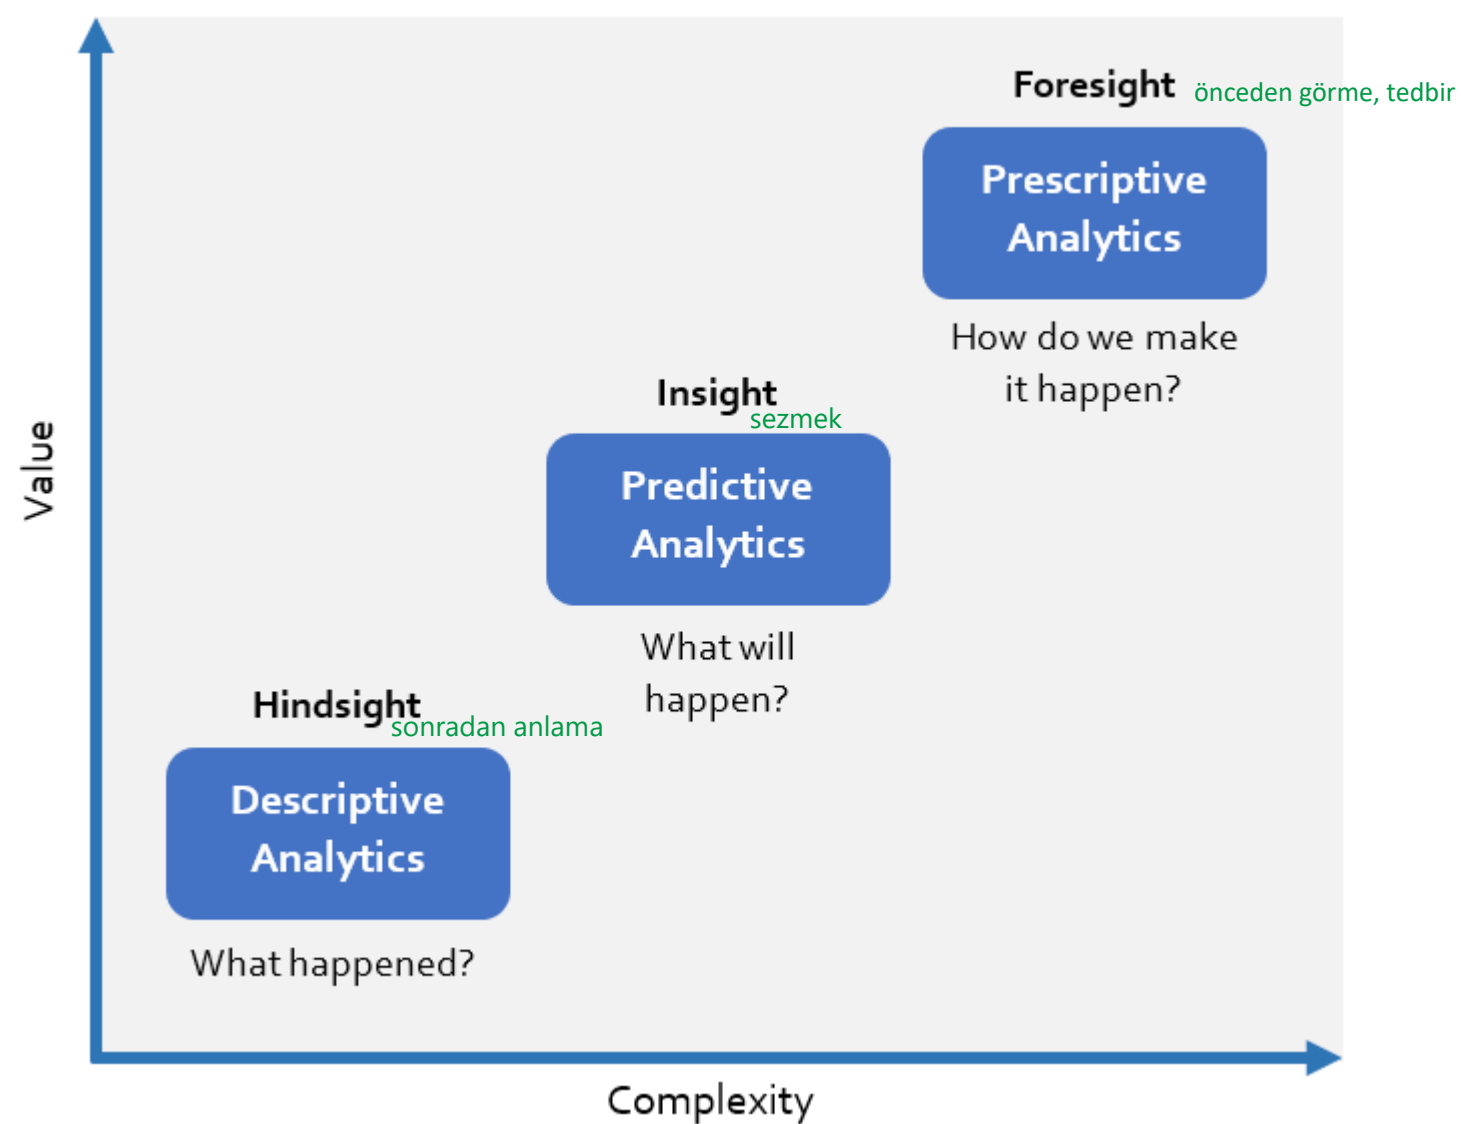 Foresight önceden görme, tedbir
Prescriptive
Analytics
How do we make
it happen?
Insight
sezmek
Predictive
Analytics
What will
happen?
Hindsight
sonradan anlama
Descriptive
Analytics
What happened?
Value
Complexity